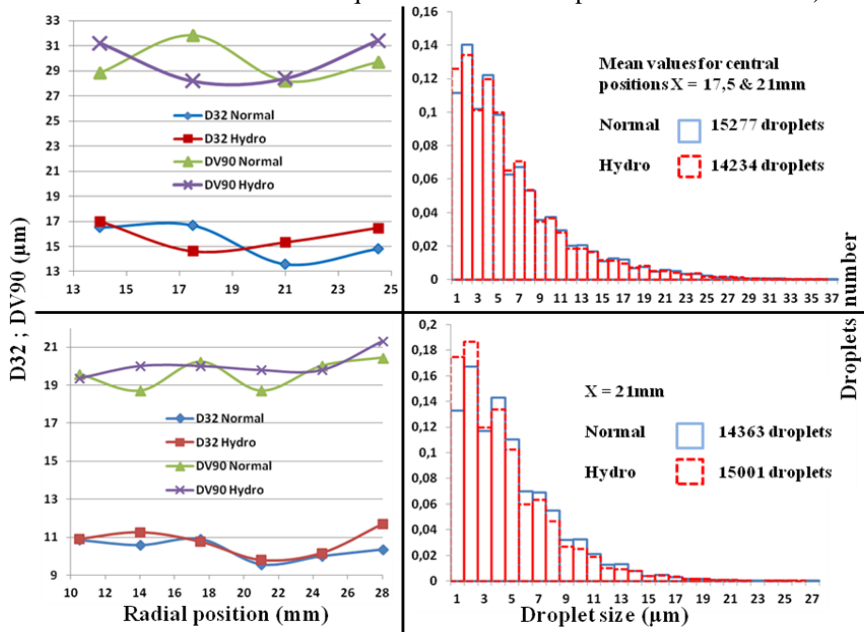 33
31
29
27
25
23
21
19
17
15
13
D32 Normal
D32 Hydro
DV90 Normal
DV90 Hydro
13 15 17 19 21 23 25
0,16
0,16
0,14
0,12
0,1
0,08
0,06
0,04
0,02
0
Mean values for central
positions X = 17,5 & 21mm
Normal 15277 droplets
Hydro 14234 droplets
1 3 5 7 9 11 13 15 17 19 21 23 25 27 29 31 33 35 37
D32 ; DV90 (μm)
21
19
17
15
13
11
9
D32 Normal
D32 Hydro
DV90 Normal
DV90 Hydro
10 12 14 16 18 20 22 24 26 28
Radial position (mm)
0,2
0,18
0,16
0,14
0,12
0,1
0,08
0,06
0,04
0,02
0
X = 21mm
Normal 14363 droplets
Hydro 15001 droplets
1 3 5 7 9 11 13 15 17 19 21 23 25 27
Droplet size (μm)
Droplets number